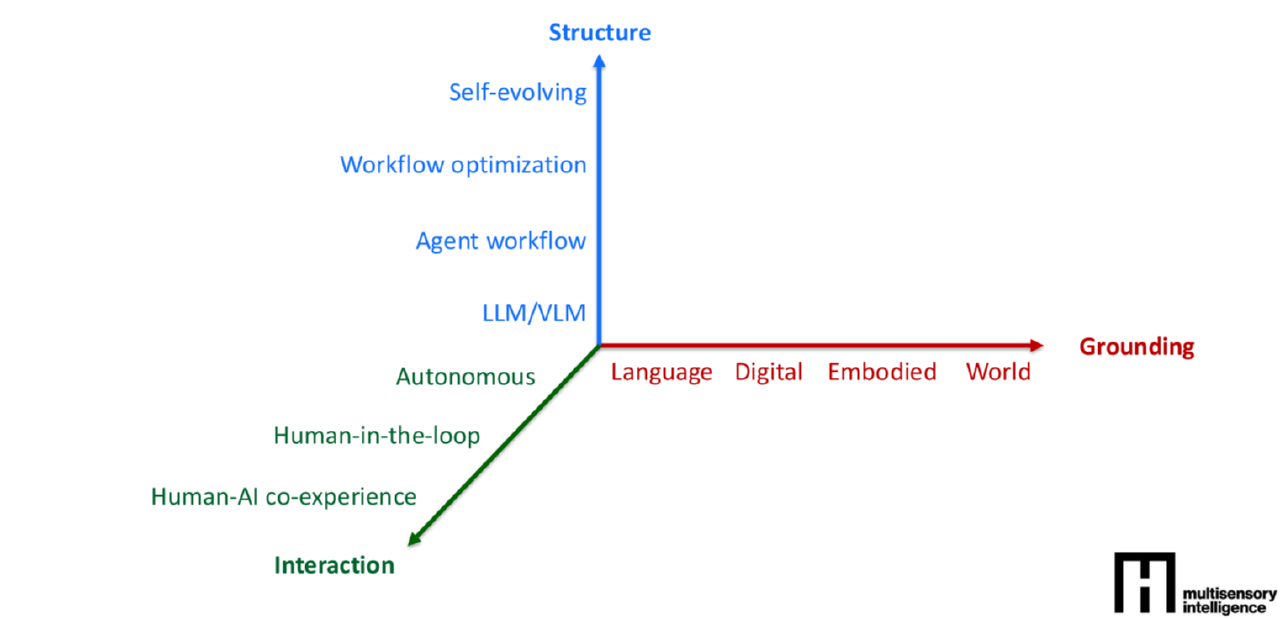 Structure
Self-evolving
Workflow optimization
Agent workflow
LLM/VLM
Grounding
Language Digital Embodied World
Autonomous
Human-in-the-loop
Human-AI co-experience
Interaction
multisensory
intelligence